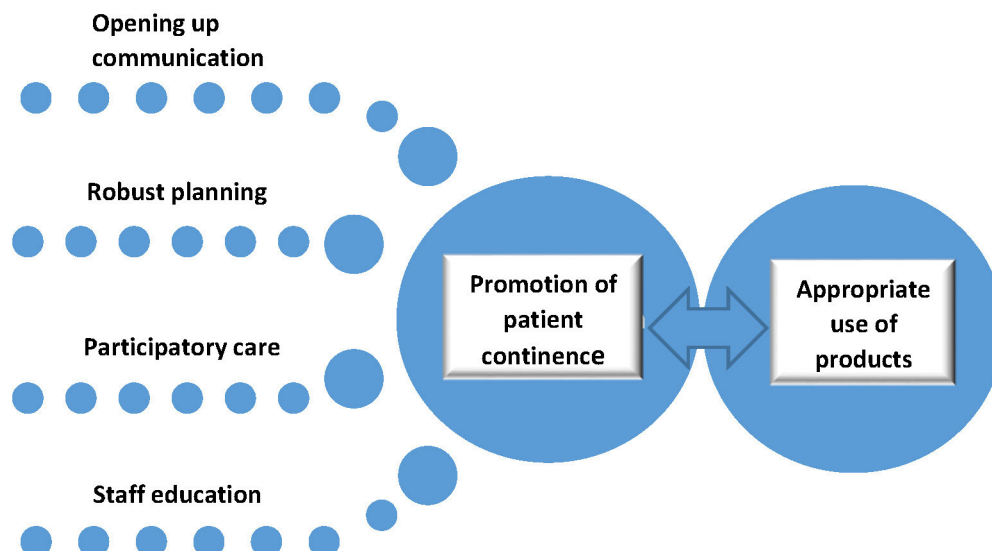 Opening up
communication
Robust planning
Participatory care
Staff education
Promotion of
patient
continence
Appropriate
use of
products